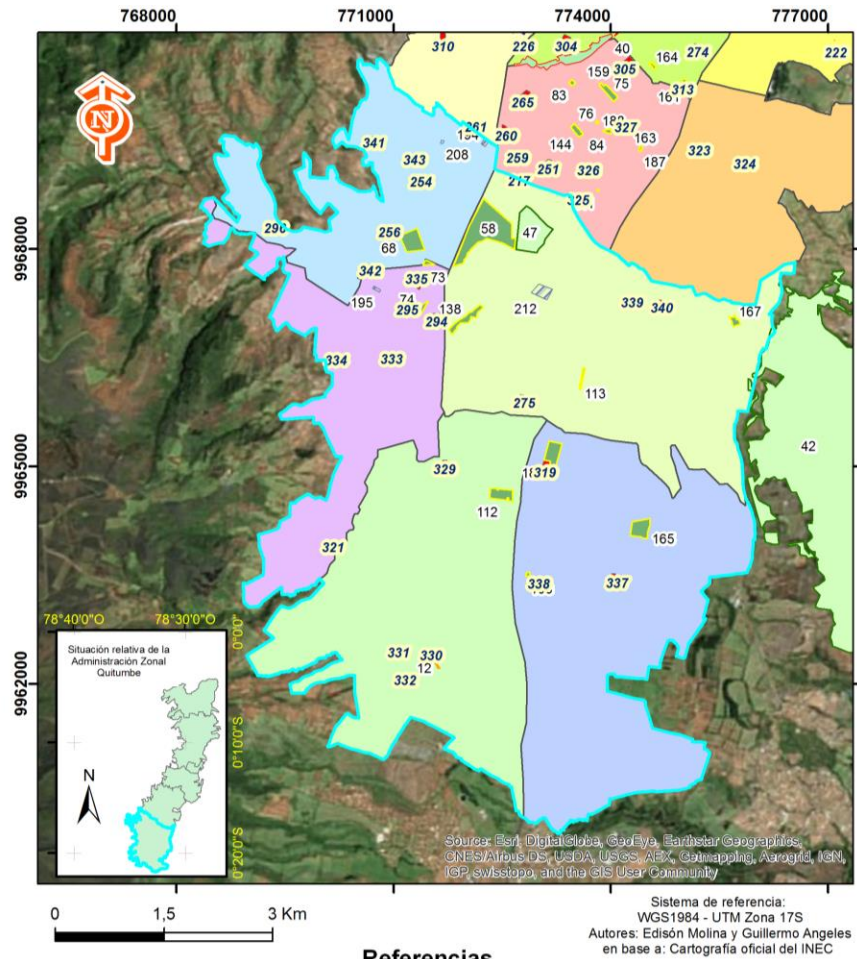 768000 771000 774000 777000
310 226 304 40 274 222
164
159 305
75 313
265 83
76 327
261 260 163 323
341 144 84 324
343 208 259 187
254 251 326
217
325
296 256 58 47
9968000
68
342 335 73
167
195 74 339 340
295 138 212
294
334 333
113
275
42
9965000
329 319
112
165
321
338 337
78°40'0"O 78°30'0"O
0°0'0"
Situación relativa de la
Administración Zonal
Quitumbe
331 330
12
332
9962000
0°10'0"S
N
N
0°20'0"S
Source: Esri, DigitalGlobe, GeoEye, Earthstar Geographics,
CNES/Airbus DS, USDA, USGS, AEX, Getmapping, Aerogrid, IGN,
IGP, swisstopo, and the GIS User Community
0 1,5 3 Km
Sistema de referencia:
WGS1984 - UTM Zona 17S
Autores: Edisón Molina y Guillermo Angeles
en base a: Cartografía oficial del INEC
Referencias